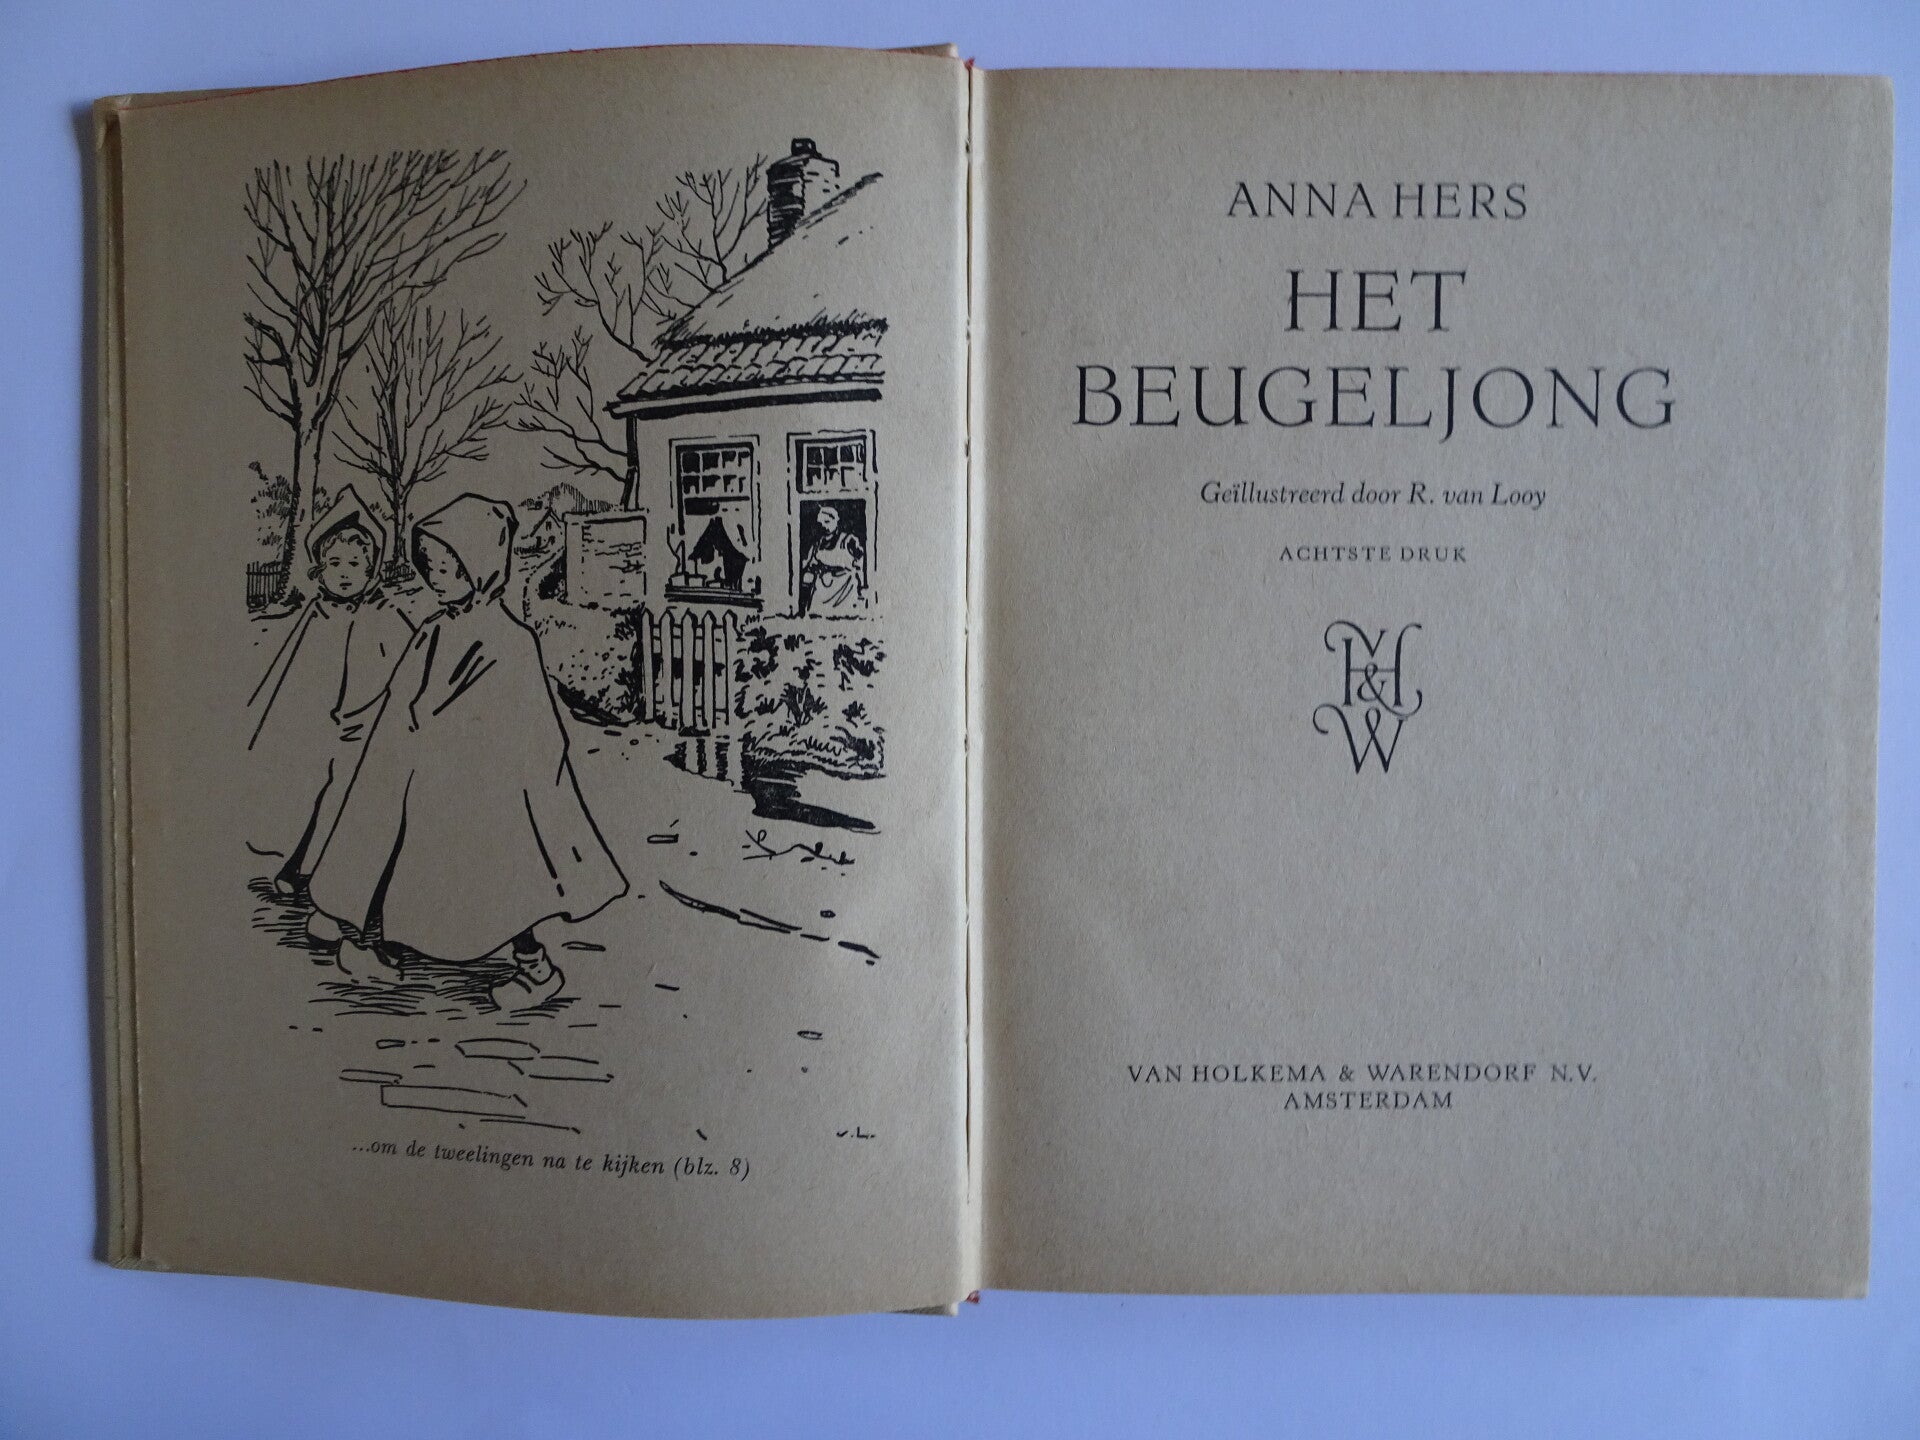 ...om de tweelingen na te kijken (blz. 8)
ANNA HERS
HET
BEUGELJONG
Geïllustreerd door R. van Looy
ACHTSTE DRUK
VH
&
W
VAN HOLKEMA & WARENDORF N.V.
AMSTERDAM